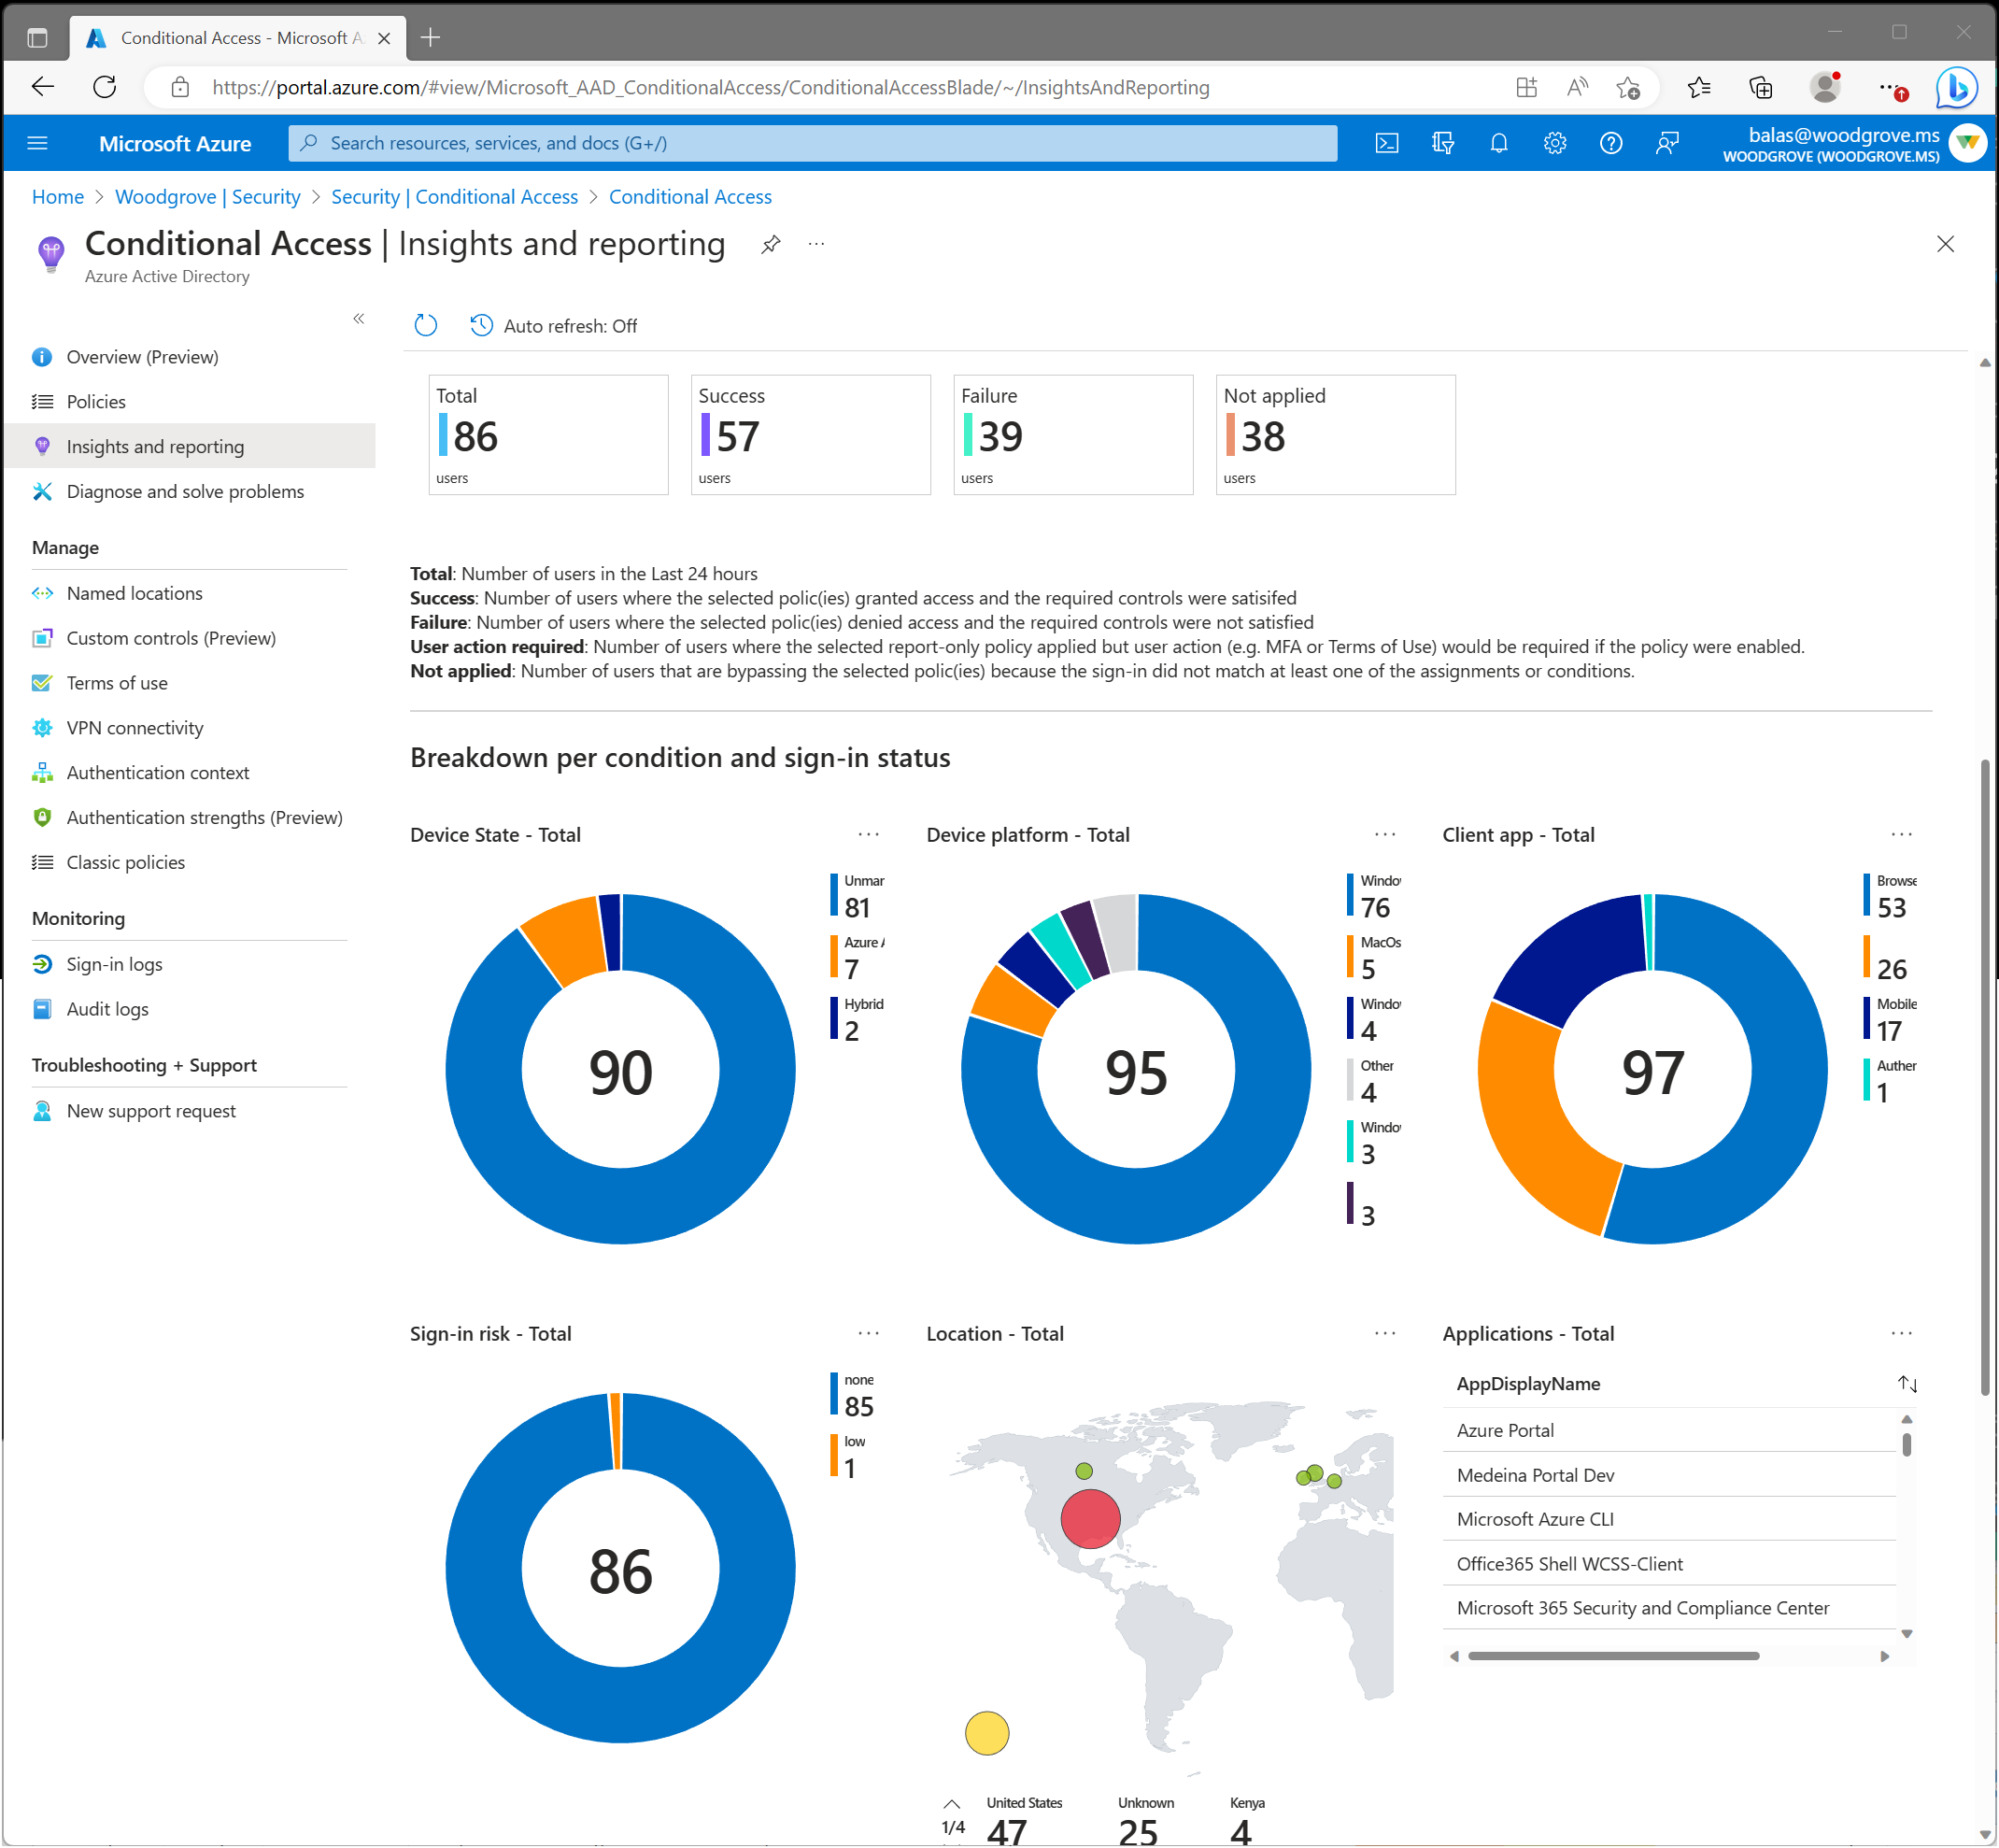 Conditional Access - Microsoft A
https://portal.azure.com/#view/Microsoft_AAD_ConditionalAccess/ConditionalAccessBlade/~/InsightsAndReporting
Microsoft Azure
Search resources, services, and docs (G+/)
balas@woodgrove.ms
WOODGROVE (WOODGROVE.MS)
Home > Woodgrove | Security > Security | Conditional Access > Conditional Access
Conditional Access | Insights and reporting
Azure Active Directory
Auto refresh: Off
Overview (Preview)
Policies
Insights and reporting
Diagnose and solve problems
Manage
Named locations
Custom controls (Preview)
Terms of use
VPN connectivity
Authentication context
Authentication strengths (Preview)
Classic policies
Monitoring
Sign-in logs
Audit logs
Troubleshooting + Support
New support request
Total
86
users
Success
57
users
Failure
39
users
Not applied
38
users
Total: Number of users in the Last 24 hours
Success: Number of users where the selected polic(ies) granted access and the required controls were satisifed
Failure: Number of users where the selected polic(ies) denied access and the required controls were not satisfied
User action required: Number of users where the selected report-only policy applied but user action (e.g. MFA or Terms of Use) would be required if the policy were enabled.
Not applied: Number of users that are bypassing the selected polic(ies) because the sign-in did not match at least one of the assignments or conditions.
Breakdown per condition and sign-in status
Device State - Total
90
Unmar
81
Azure A
7
Hybrid
2
Device platform - Total
95
Windo
76
MacOs
5
Windo
4
Other
4
Windo
3
3
Client app - Total
97
Browse
53
26
Mobile
17
Auther
1
Sign-in risk - Total
86
none
85
low
1
Location - Total
1/4
United States
47
Unknown
25
Kenya
4
Applications - Total
AppDisplayName
Azure Portal
Medeina Portal Dev
Microsoft Azure CLI
Office365 Shell WCSS-Client
Microsoft 365 Security and Compliance Center